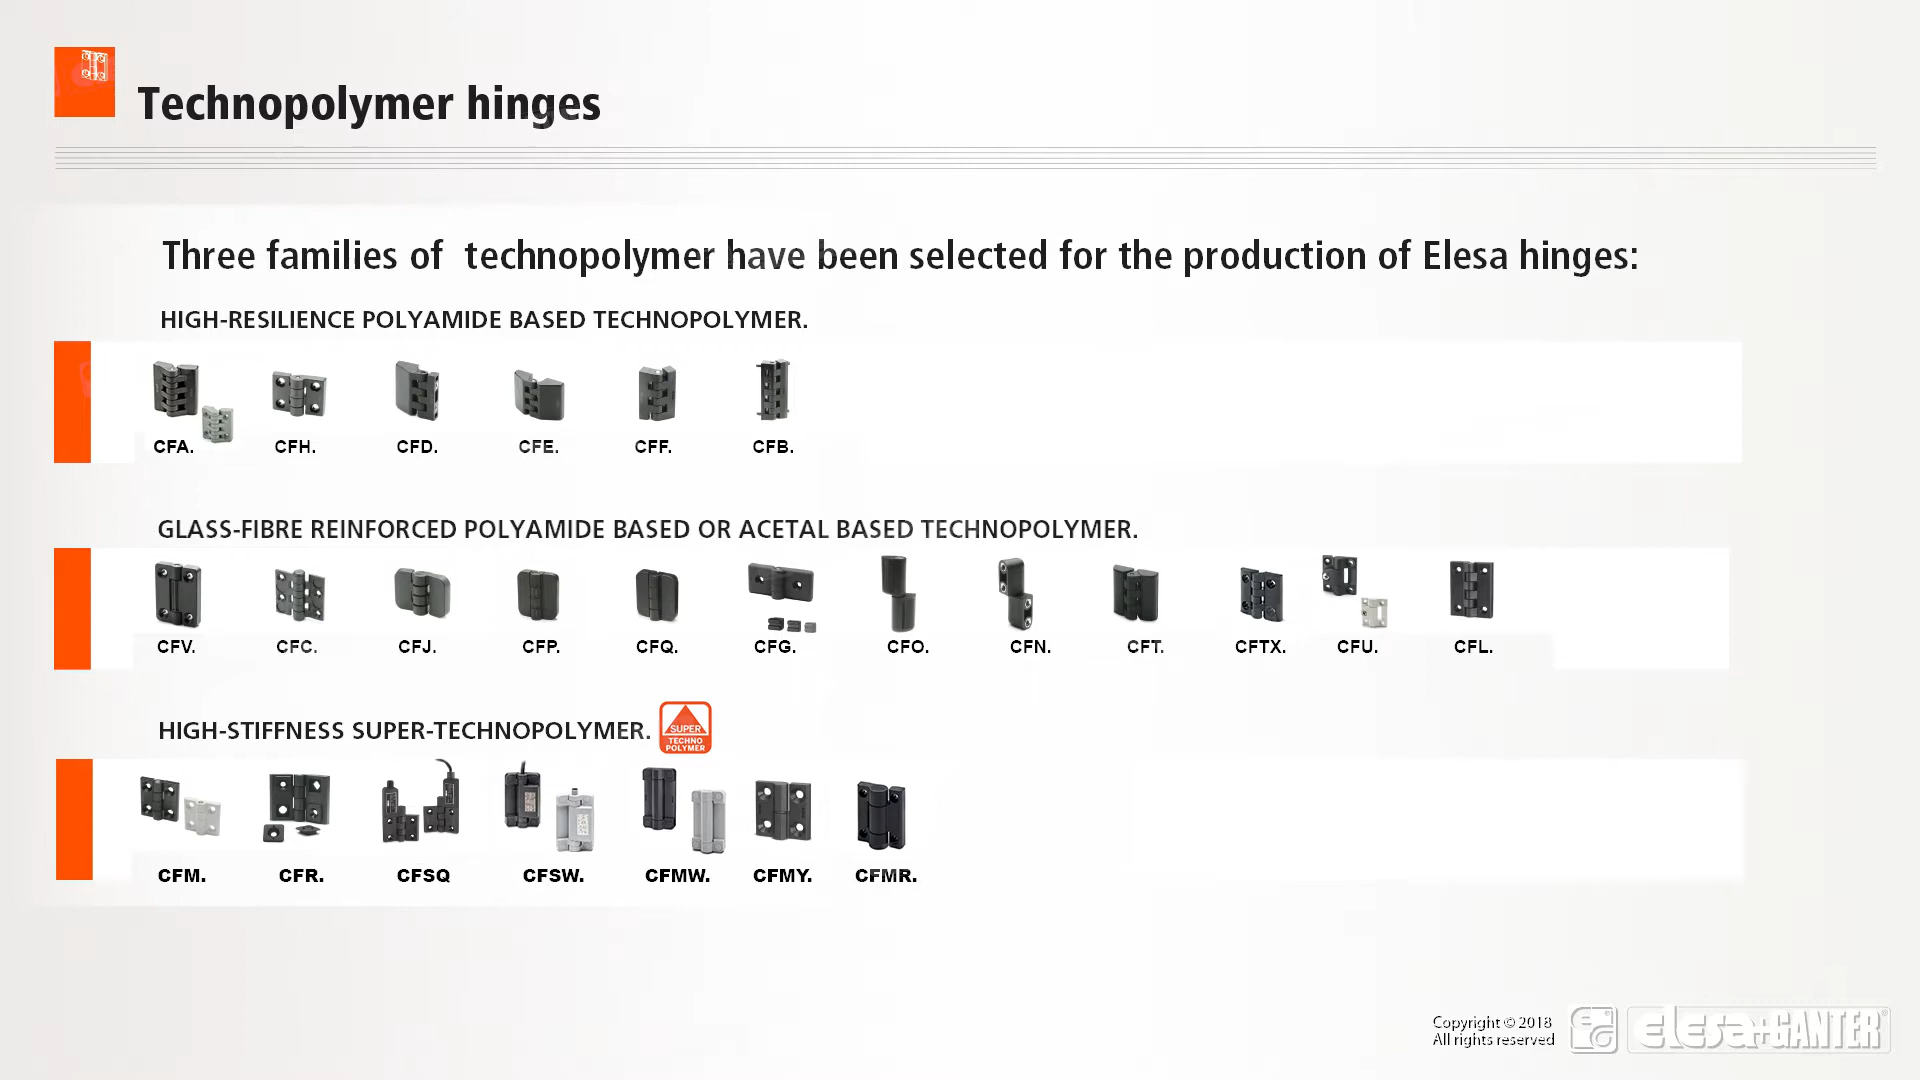 Technopolymer hinges
Three families of technopolymer have been selected for the production of Elesa hinges:
HIGH-RESILIENCE POLYAMIDE BASED TECHNOPOLYMER.
CFA. CFH. CFD. CFE. CFF. CFB.
GLASS-FIBRE REINFORCED POLYAMIDE BASED OR ACETAL BASED TECHNOPOLYMER.
CFV. CFC. CFJ. CFP. CFQ. CFG. CFO. CFN. CFT. CFTX. CFU. CFL.
HIGH-STIFFNESS SUPER-TECHNOPOLYMER.
SUPER
TECHNO
POLYMER
CFM. CFR. CFSQ CFSW. CFMW. CFMY. CFMR.
Copyright © 2018
All rights reserved
elesa+GANTER®